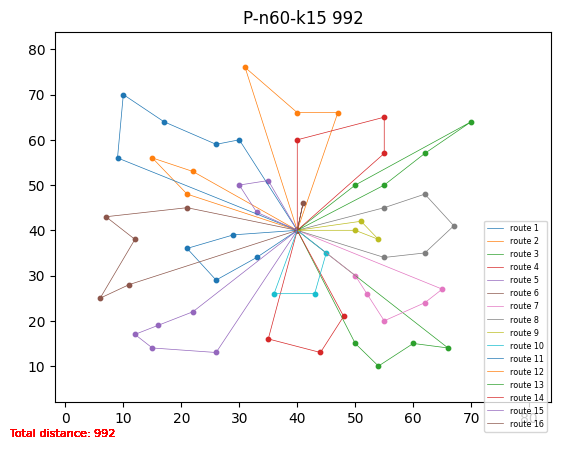 P-n60-k15 992
80
70
60
50
40
30
20
10
0 10 20 30 40 50 60 70 80
route 1
route 2
route 3
route 4
route 5
route 6
route 7
route 8
route 9
route 10
route 11
route 12
route 13
route 14
route 15
route 16
Total distance: 992